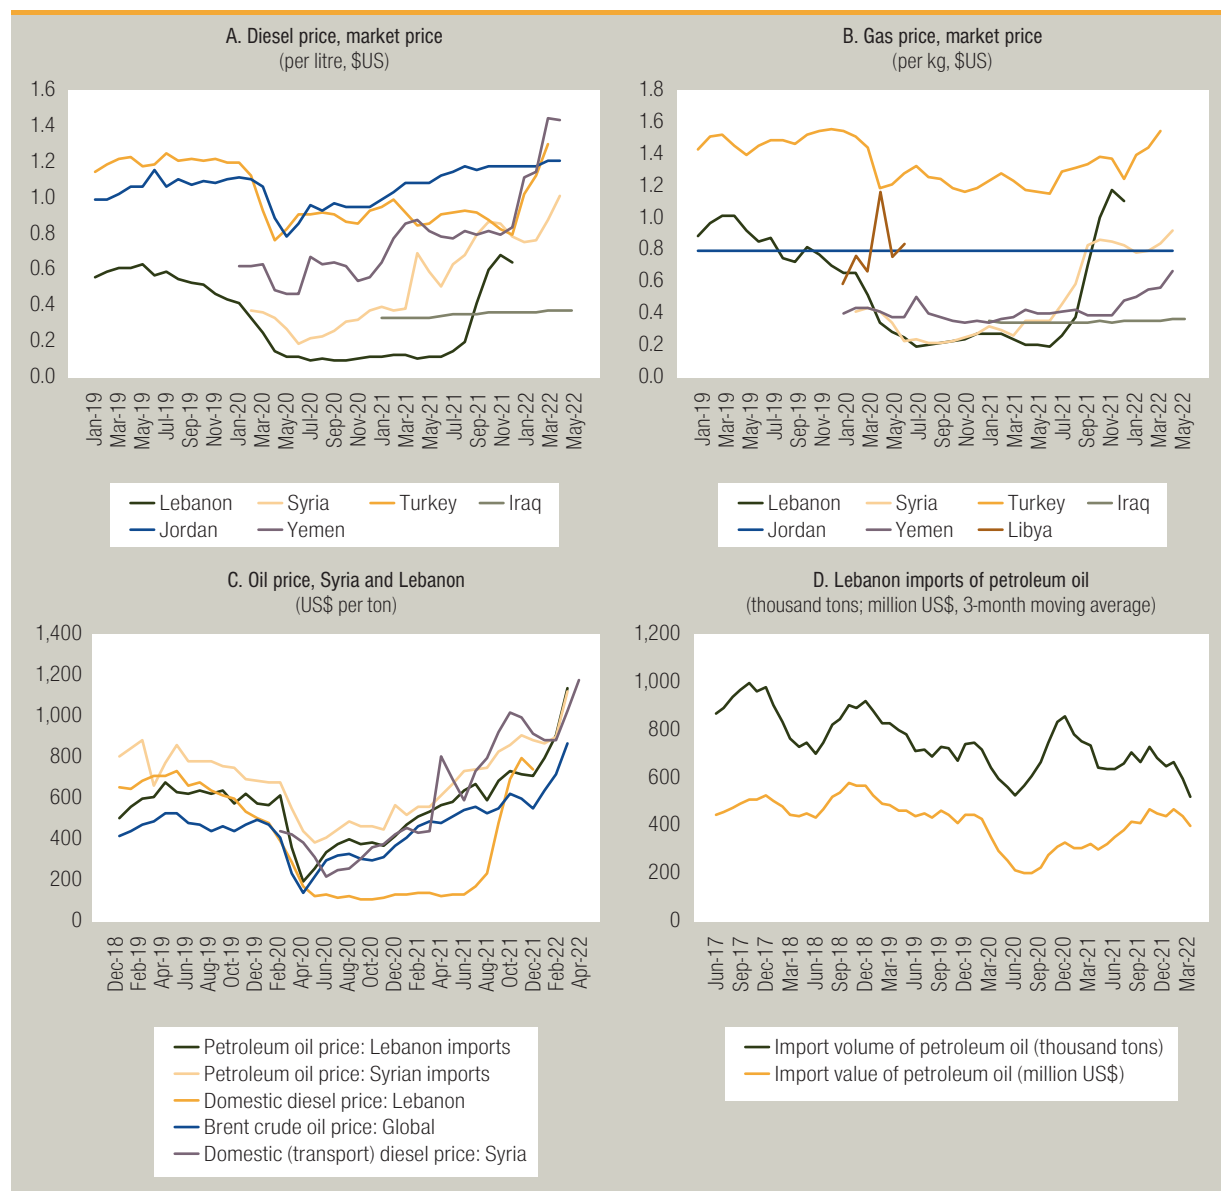 A. Diesel price, market price
(per litre, $US)
1.6
1.4
1.2
1.0
0.8
0.6
0.4
0.2
0.0
Jan-19
Mar-19
May-19
Jul-19
Sep-19
Nov-19
Jan-20
Mar-20
May-20
Jul-20
Sep-20
Nov-20
Jan-21
Mar-21
May-21
Jul-21
Sep-21
Nov-21
Jan-22
Mar-22
May-22
Lebanon Syria Turkey Iraq
Jordan Yemen
B. Gas price, market price
(per kg, $US)
1.8
1.6
1.4
1.2
1.0
0.8
0.6
0.4
0.2
0.0
Jan-19
Mar-19
May-19
Jul-19
Sep-19
Nov-19
Jan-20
Mar-20
May-20
Jul-20
Sep-20
Nov-20
Jan-21
Mar-21
May-21
Jul-21
Sep-21
Nov-21
Jan-22
Mar-22
May-22
Lebanon Syria Turkey Iraq
Jordan Yemen Libya
C. Oil price, Syria and Lebanon
(US$ per ton)
1,400
1,200
1,000
800
600
400
200
0
Dec-18
Feb-19
Apr-19
Jun-19
Aug-19
Oct-19
Dec-19
Feb-20
Apr-20
Jun-20
Aug-20
Oct-20
Dec-20
Feb-21
Apr-21
Jun-21
Aug-21
Oct-21
Dec-21
Feb-22
Apr-22
Petroleum oil price: Lebanon imports
Petroleum oil price: Syrian imports
Domestic diesel price: Lebanon
Brent crude oil price: Global
Domestic (transport) diesel price: Syria
D. Lebanon imports of petroleum oil
(thousand tons; million US$, 3-month moving average)
1,200
1,000
800
600
400
200
0
Jun-17
Sep-17
Dec-17
Mar-18
Jun-18
Sep-18
Dec-18
Mar-19
Jun-19
Sep-19
Dec-19
Mar-20
Jun-20
Sep-20
Dec-20
Mar-21
Jun-21
Sep-21
Dec-21
Mar-22
Import volume of petroleum oil (thousand tons)
Import value of petroleum oil (million US$)